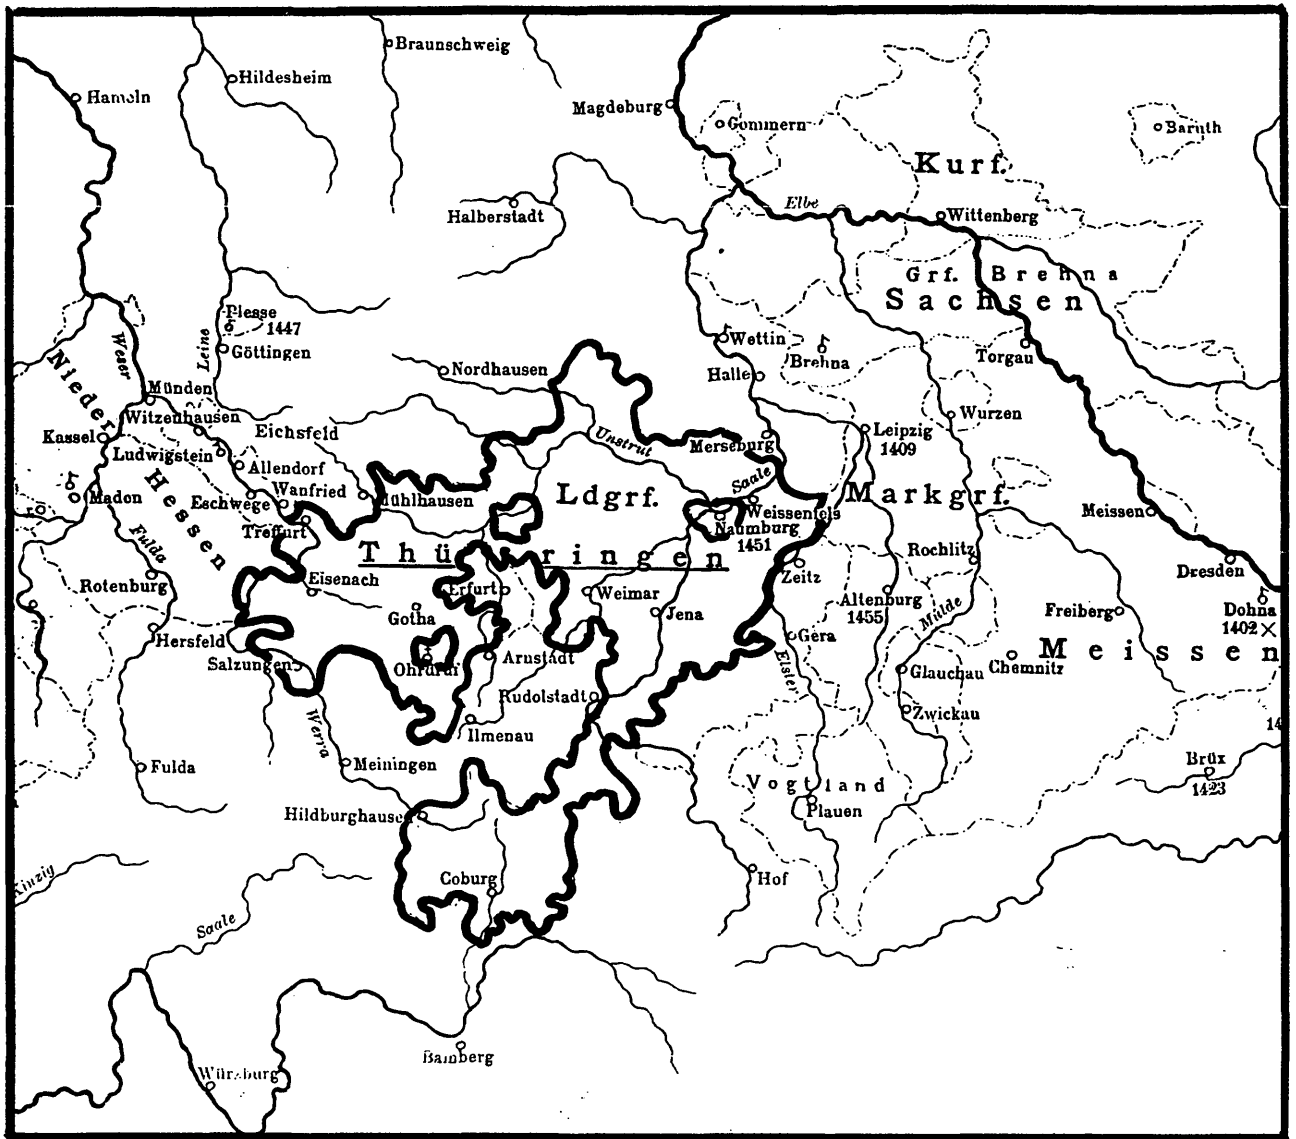 Braunschweig
Hildesheim
Hameln
Magdeburg
Gommern
Baruth
Kurf.
Halberstadt
Elbe
Wittenberg
Grf. Brehna
Sachsen
Plesse
1447
Weser
Leine
Göttingen
Wettin
Brehna
Torgau
Nieder
Hessen
Nordhausen
Halle
Münden
Witzenhausen
Wurzen
Kassel
Eichsfeld
Unstrut
Merseburg
Leipzig
1409
Ludwigstein
Allendorf
Saale
Madon
Eschwege
Wanfried
Mühlhausen
Ldgrf.
Markgrf.
Weissenfels
Naumburg
1451
Meissen
Treffurt
Fulda
Thüringen
Rochlitz
Dresden
Rotenburg
Eisenach
Erfurt
Weimar
Zeitz
Altenburg
1455
Mulde
Freiberg
Dohna
1402
Gotha
Jena
Hersfeld
Gera
Meissen
Salzungen
Ohrdruf
Arnstadt
Elster
Glauchau
Chemnitz
Rudolstadt
Zwickau
Werra
Ilmenau
14
Fulda
Meiningen
Vogtland
Brüx
1423
Hildburghausen
Plauen
Kinzig
Coburg
Hof
Saale
Bamberg
Würzburg